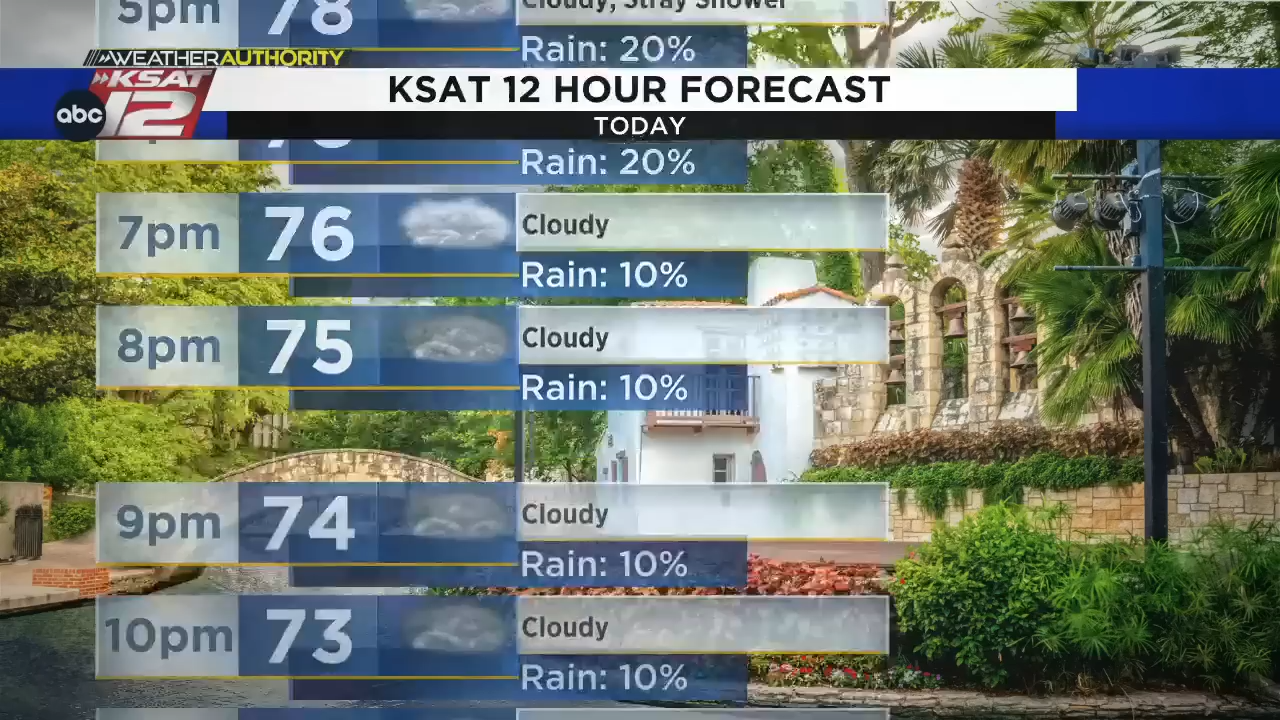 5pm 78 Cloudy, Stray Shower
Rain: 20%
WEATHERAUTHORITY
KSAT
abc 12
KSAT 12 HOUR FORECAST
TODAY
Rain: 20%
7pm 76 Cloudy
Rain: 10%
8pm 75 Cloudy
Rain: 10%
9pm 74 Cloudy
Rain: 10%
10pm 73 Cloudy
Rain: 10%